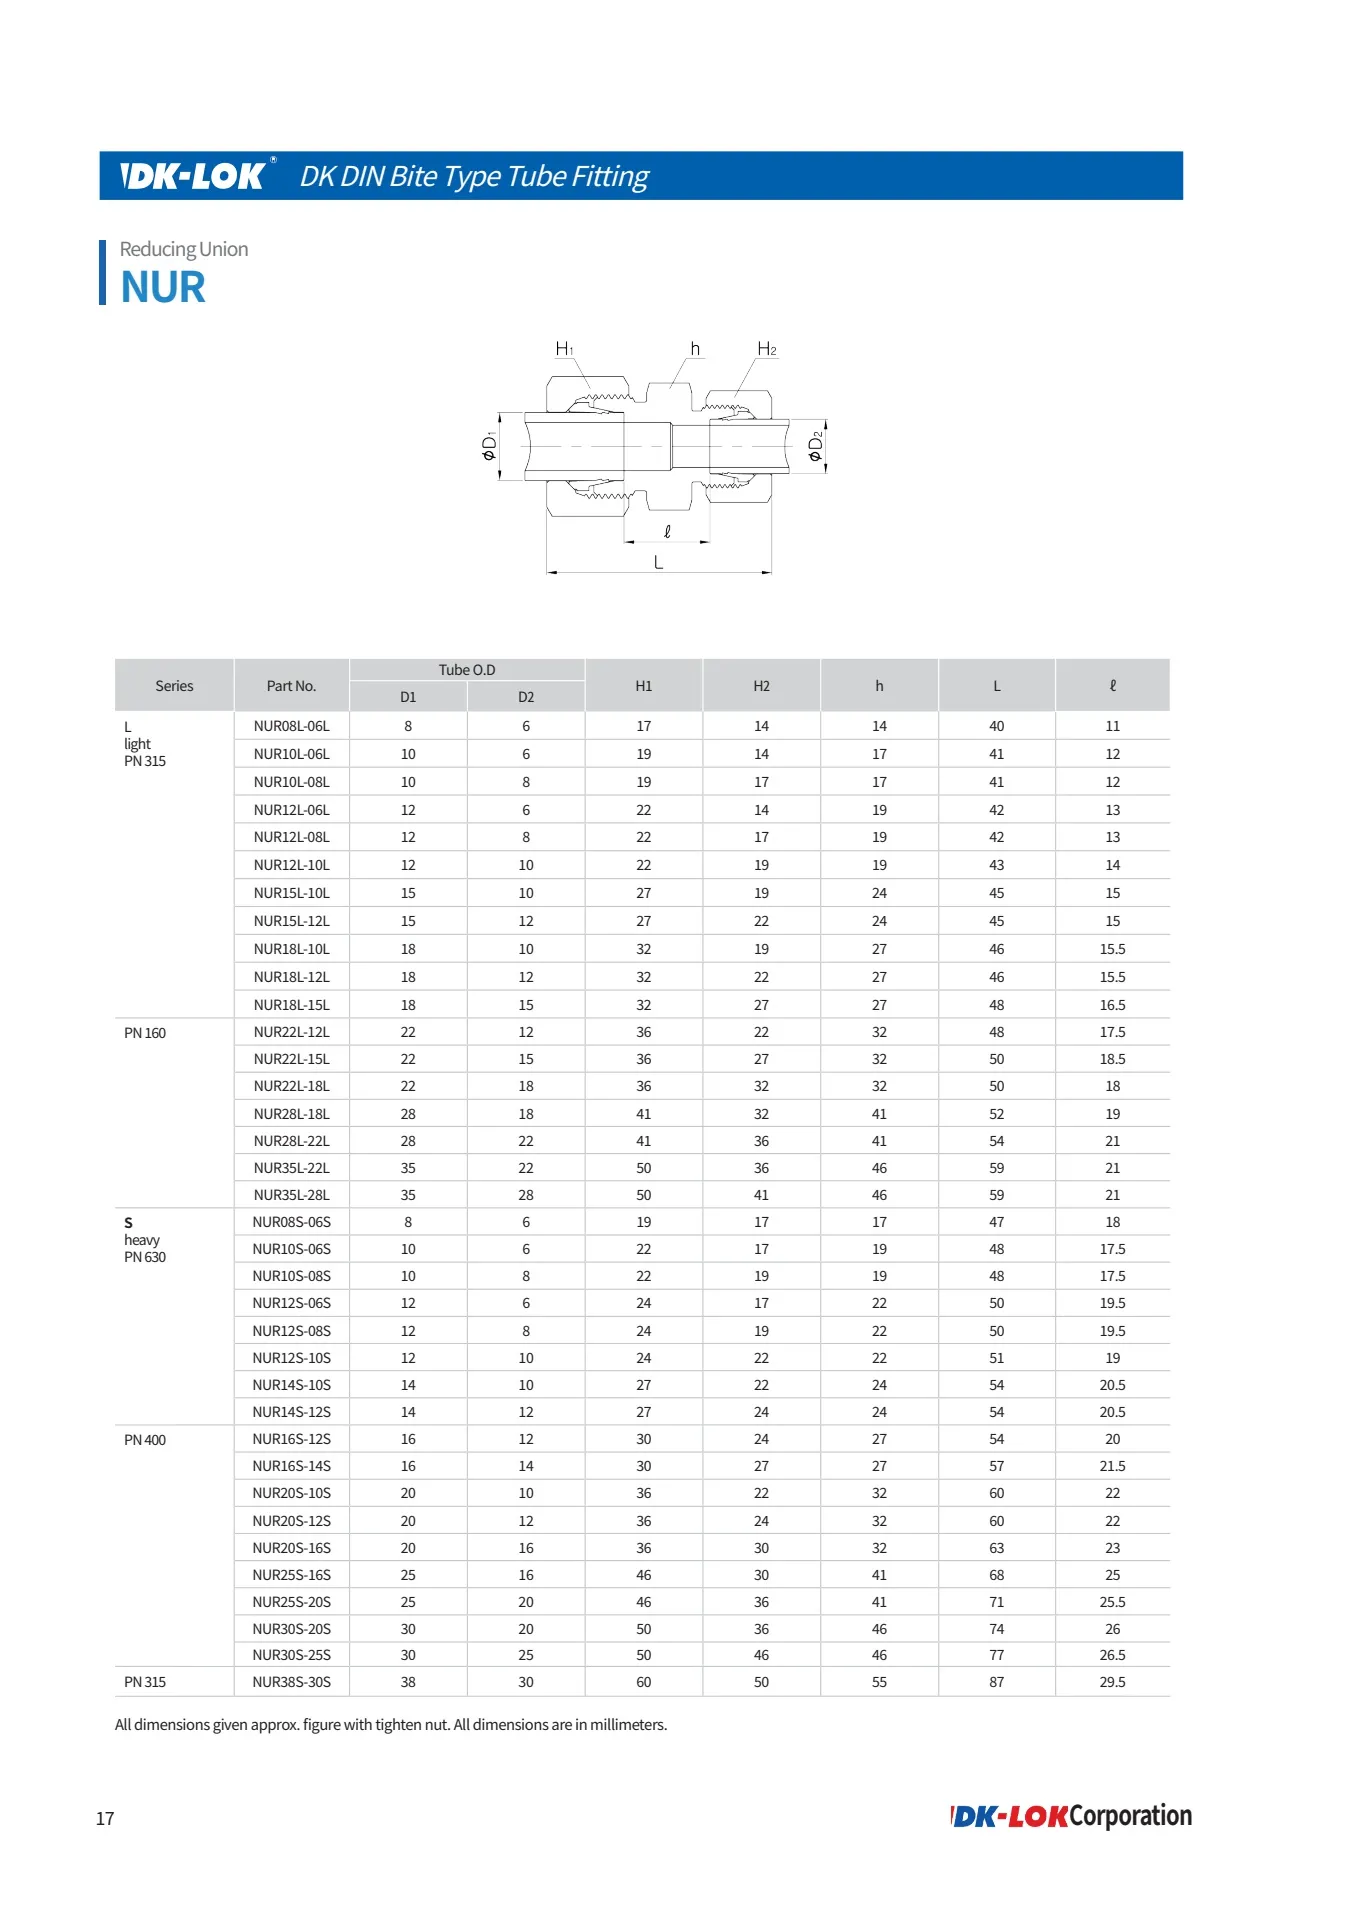 DK-LOK® DK DIN Bite Type Tube Fitting
Reducing Union
NUR
H1 h H2
øD1 øD2
ℓ
L
Series Part No. Tube O.D H1 H2 h L ℓ
D1 D2
L NUR08L-06L 8 6 17 14 14 40 11
light
PN 315
NUR10L-06L 10 6 19 14 17 41 12
NUR10L-08L 10 8 19 17 17 41 12
NUR12L-06L 12 6 22 14 19 42 13
NUR12L-08L 12 8 22 17 19 42 13
NUR12L-10L 12 10 22 19 19 43 14
NUR15L-10L 15 10 27 19 24 45 15
NUR15L-12L 15 12 27 22 24 45 15
NUR18L-10L 18 10 32 19 27 46 15.5
NUR18L-12L 18 12 32 22 27 46 15.5
NUR18L-15L 18 15 32 27 27 48 16.5
PN 160 NUR22L-12L 22 12 36 22 32 48 17.5
NUR22L-15L 22 15 36 27 32 50 18.5
NUR22L-18L 22 18 36 32 32 50 18
NUR28L-18L 28 18 41 32 41 52 19
NUR28L-22L 28 22 41 36 41 54 21
NUR35L-22L 35 22 50 36 46 59 21
NUR35L-28L 35 28 50 41 46 59 21
S NUR08S-06S 8 6 19 17 17 47 18
heavy
PN 630
NUR10S-06S 10 6 22 17 19 48 17.5
NUR10S-08S 10 8 22 19 19 48 17.5
NUR12S-06S 12 6 24 17 22 50 19.5
NUR12S-08S 12 8 24 19 22 50 19.5
NUR12S-10S 12 10 24 22 22 51 19
NUR14S-10S 14 10 27 22 24 54 20.5
NUR14S-12S 14 12 27 24 24 54 20.5
PN 400 NUR16S-12S 16 12 30 24 27 54 20
NUR16S-14S 16 14 30 27 27 57 21.5
NUR20S-10S 20 10 36 22 32 60 22
NUR20S-12S 20 12 36 24 32 60 22
NUR20S-16S 20 16 36 30 32 63 23
NUR25S-16S 25 16 46 30 41 68 25
NUR25S-20S 25 20 46 36 41 71 25.5
NUR30S-20S 30 20 50 36 46 74 26
NUR30S-25S 30 25 50 46 46 77 26.5
PN 315 NUR38S-30S 38 30 60 50 55 87 29.5
All dimensions given approx. figure with tighten nut. All dimensions are in millimeters.
17
DK-LOK Corporation